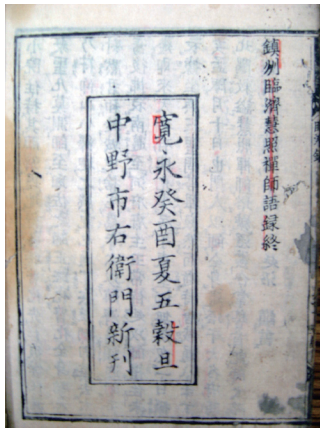 鎮州臨濟慧照禪師語録終
寛永癸酉夏五穀旦
中野市右衛門新刊